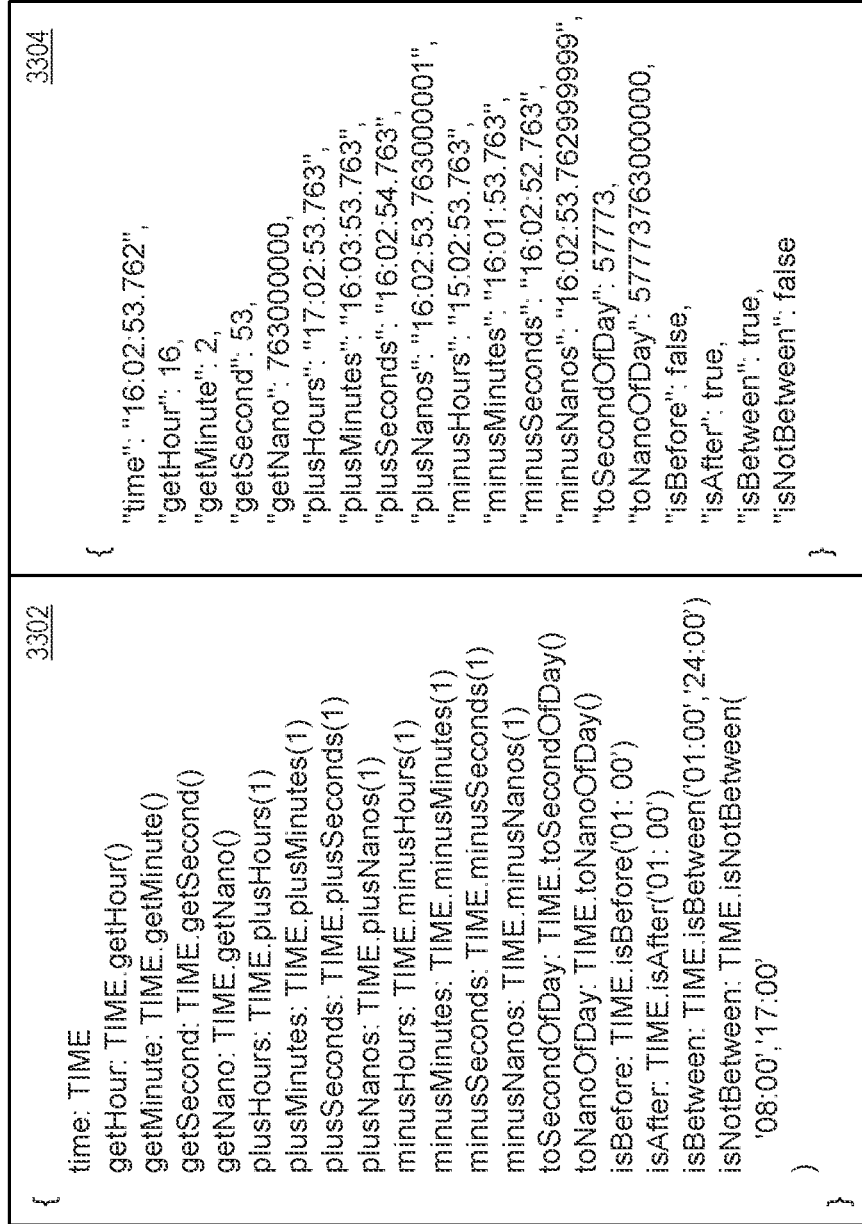 3302
{
time: TIME
getHour: TIME.getHour()
getMinute: TIME.getMinute()
getSecond: TIME.getSecond()
getNano: TIME.getNano()
plusHours: TIME.plusHours(1)
plusMinutes: TIME.plusMinutes(1)
plusSeconds: TIME.plusSeconds(1)
plusNanos: TIME.plusNanos(1)
minusHours: TIME.minusHours(1)
minusMinutes: TIME.minusMinutes(1)
minusSeconds: TIME.minusSeconds(1)
minusNanos: TIME.minusNanos(1)
toSecondOfDay: TIME.toSecondOfDay()
toNanoOfDay: TIME.toNanoOfDay()
isBefore: TIME.isBefore('01: 00')
isAfter: TIME.isAfter('01: 00')
isBetween: TIME.isBetween('01:00','24:00')
isNotBetween: TIME.isNotBetween(
'08:00','17:00'
)
}
3304
{
"time": "16:02:53.762",
"getHour": 16,
"getMinute": 2,
"getSecond": 53,
"getNano": 763000000,
"plusHours": "17:02:53.763",
"plusMinutes": "16:03:53.763",
"plusSeconds": "16:02:54.763",
"plusNanos": "16:02:53.763000001",
"minusHours": "15:02:53.763",
"minusMinutes": "16:01:53.763",
"minusSeconds": "16:02:52.763",
"minusNanos": "16:02:53.762999999",
"toSecondOfDay": 57773,
"toNanoOfDay": 57773763000000,
"isBefore": false,
"isAfter": true,
"isBetween": true,
"isNotBetween": false
}